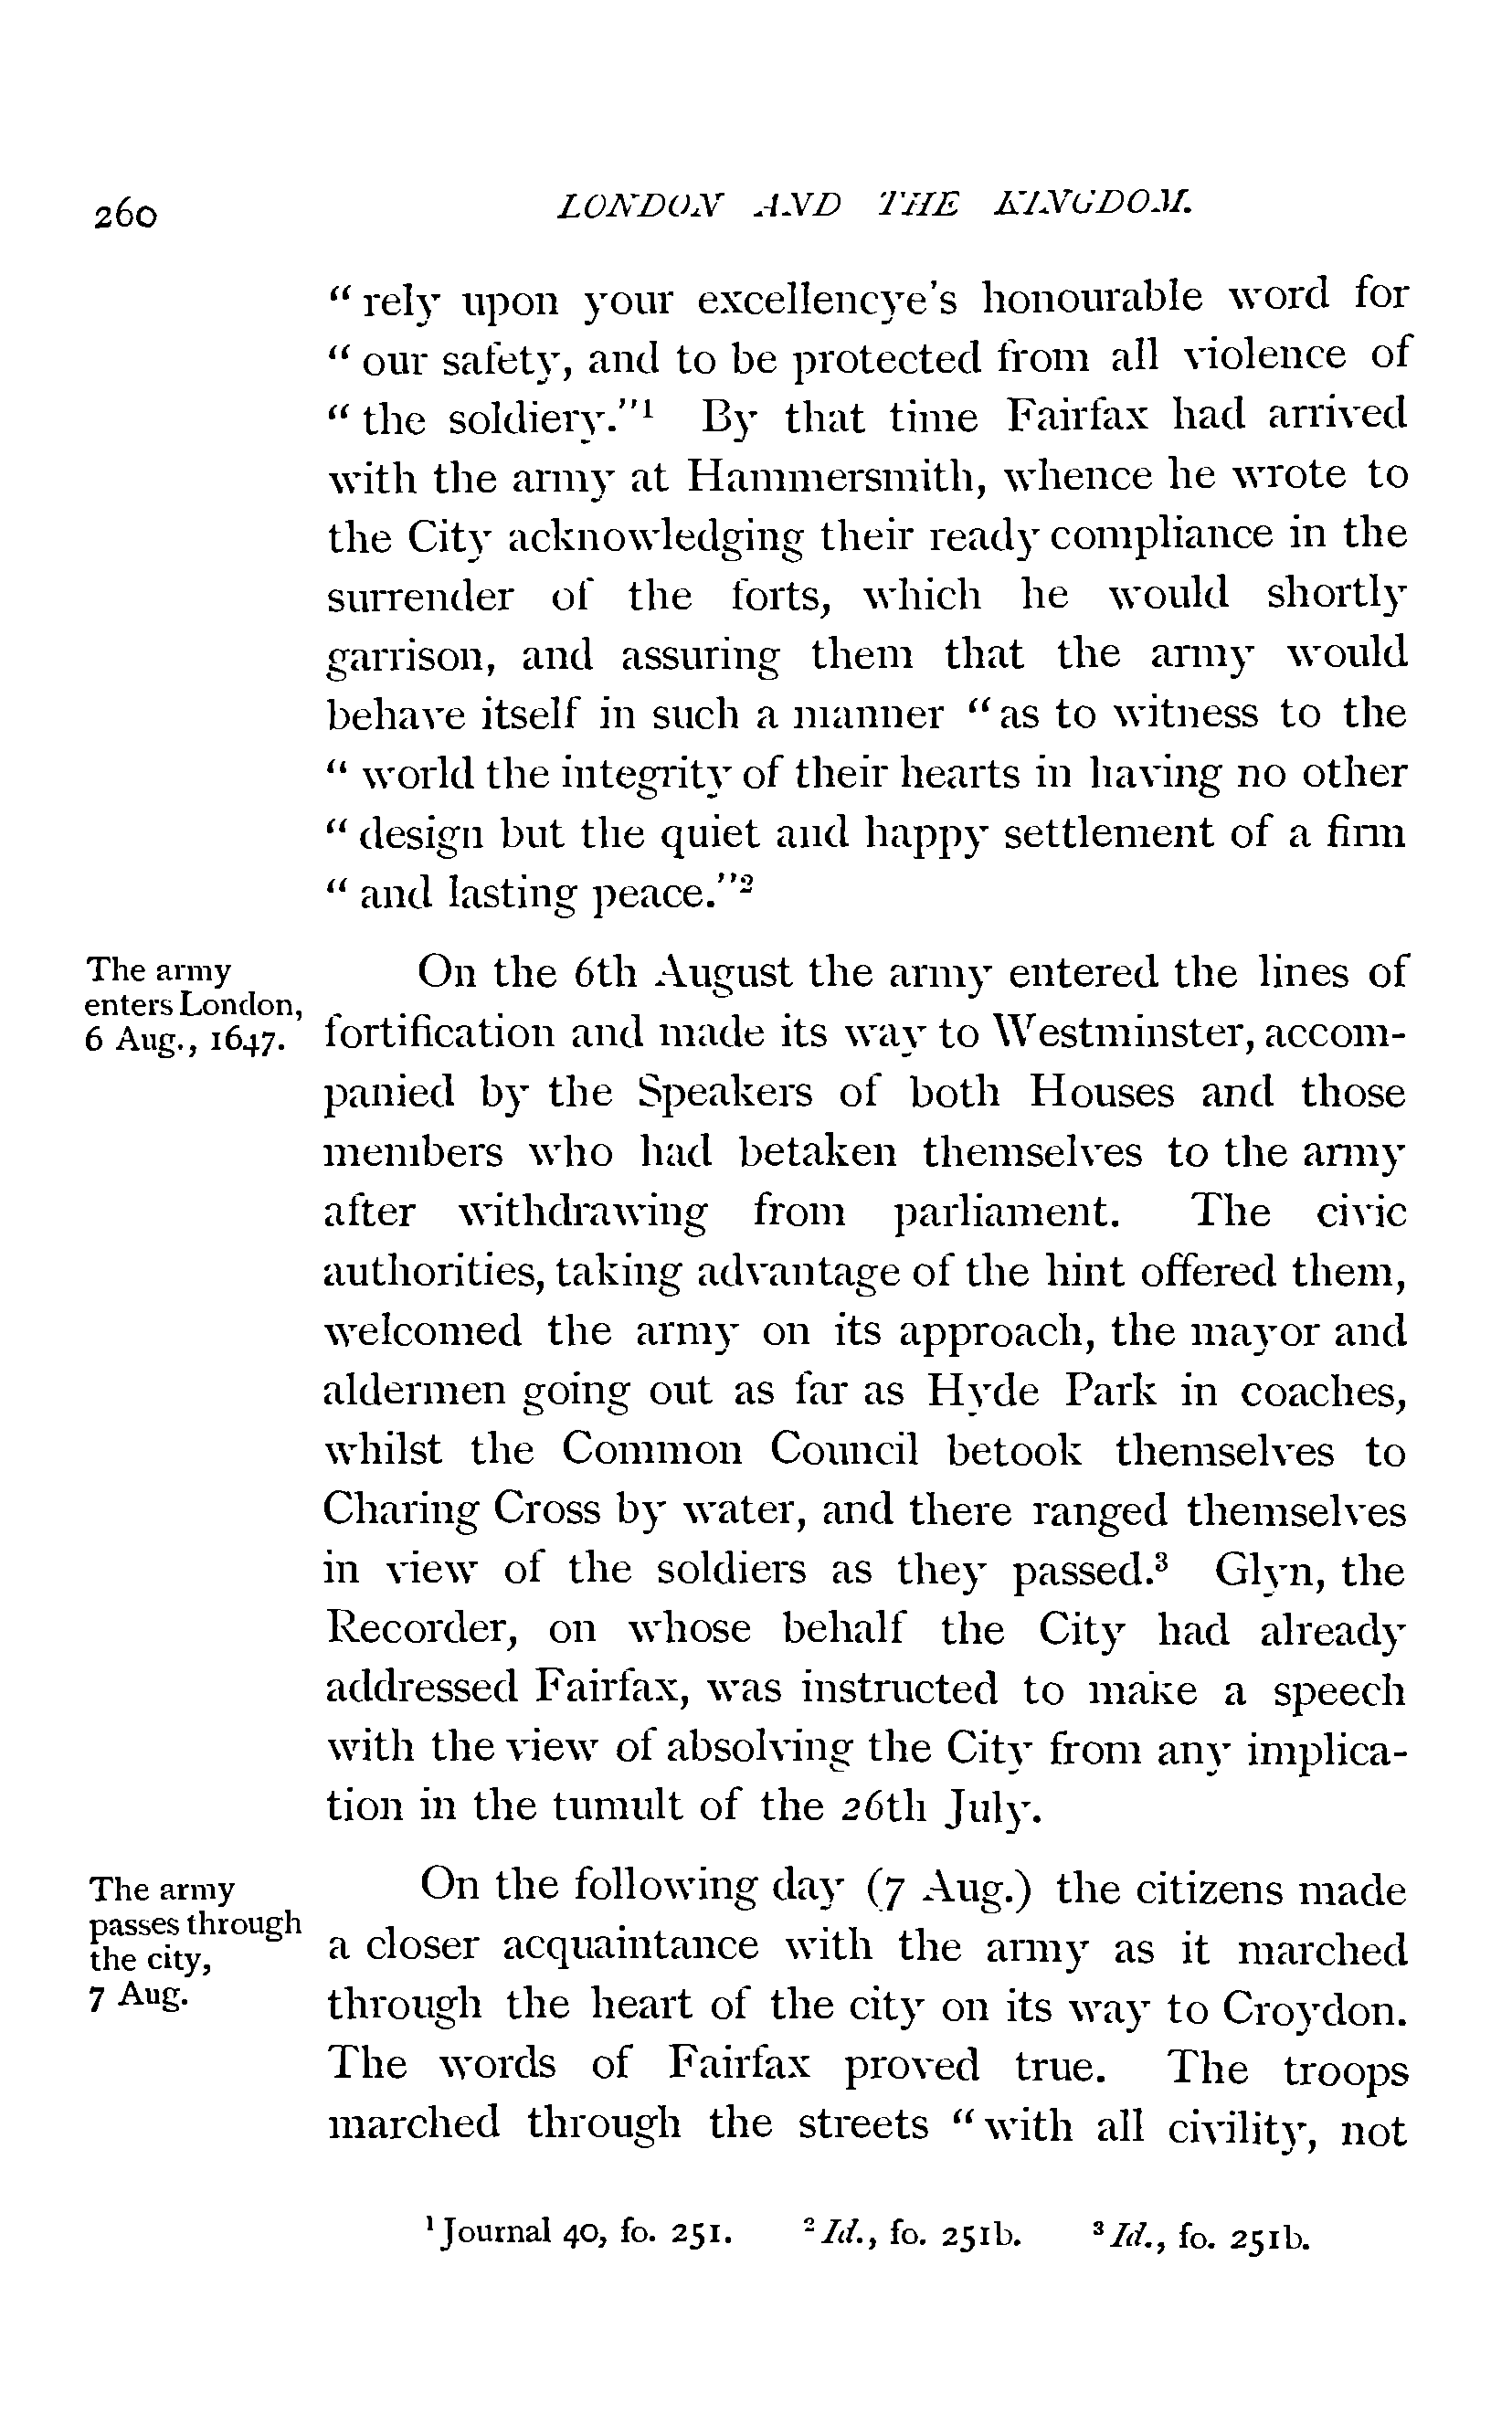 260 LONDON AND THE KINGDOM.
“ rely upon your excellencye’s honourable word for
“ our safety, and to be protected from all violence of
“ the soldiery.”¹ By that time Fairfax had arrived
with the army at Hammersmith, whence he wrote to
the City acknowledging their ready compliance in the
surrender of the forts, which he would shortly
garrison, and assuring them that the army would
behave itself in such a manner “ as to witness to the
“ world the integrity of their hearts in having no other
“ design but the quiet and happy settlement of a firm
“ and lasting peace.”²
The army
enters London,
6 Aug., 1647.
On the 6th August the army entered the lines of
fortification and made its way to Westminster, accom-
panied by the Speakers of both Houses and those
members who had betaken themselves to the army
after withdrawing from parliament. The civic
authorities, taking advantage of the hint offered them,
welcomed the army on its approach, the mayor and
aldermen going out as far as Hyde Park in coaches,
whilst the Common Council betook themselves to
Charing Cross by water, and there ranged themselves
in view of the soldiers as they passed.³ Glyn, the
Recorder, on whose behalf the City had already
addressed Fairfax, was instructed to make a speech
with the view of absolving the City from any implica-
tion in the tumult of the 26th July.
The army
passes through
the city,
7 Aug.
On the following day (7 Aug.) the citizens made
a closer acquaintance with the army as it marched
through the heart of the city on its way to Croydon.
The words of Fairfax proved true. The troops
marched through the streets “ with all civility, not
¹ Journal 40, fo. 251. ² Id., fo. 251b. ³ Id., fo. 251b.